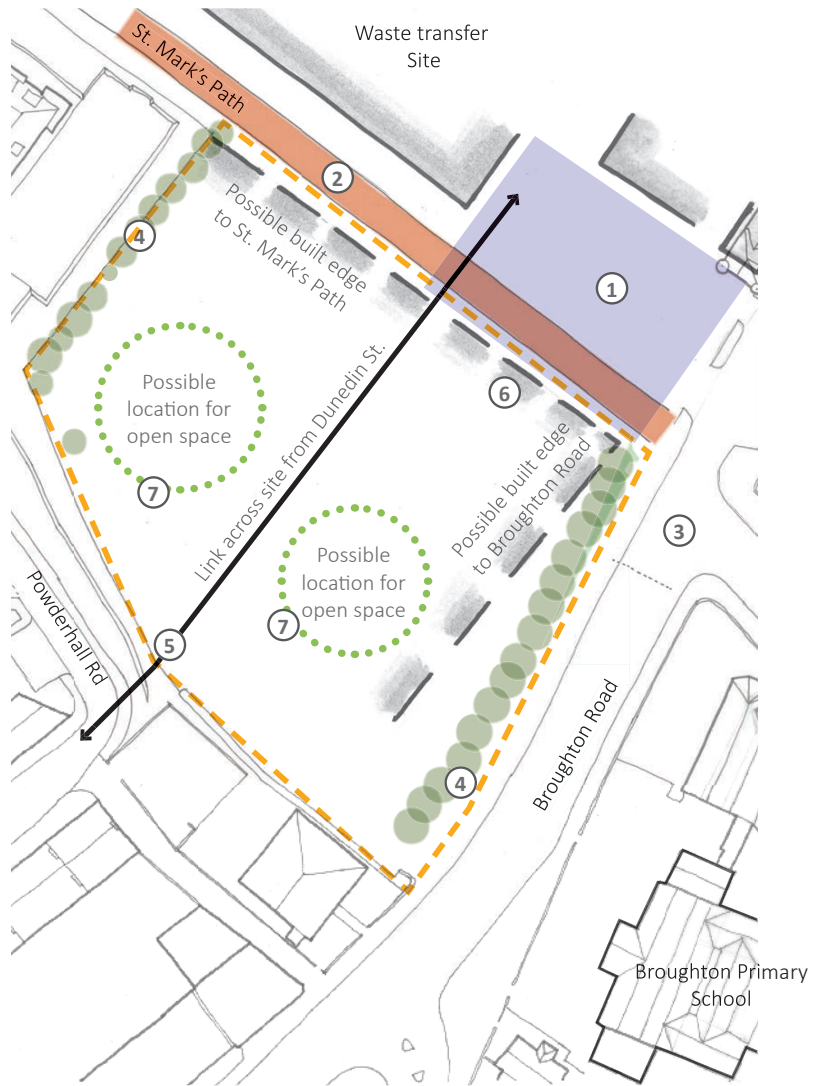 Waste transfer
Site
St. Mark's Path
2
Possible built edge
to St. Mark's Path
4
1
Possible
location for
open space
7
6
Link across site from Dunedin St.
Possible built edge
to Broughton Road
3
Possible
location for
open space
7
5
Powderhall Rd
4
Broughton Road
Broughton Primary
School